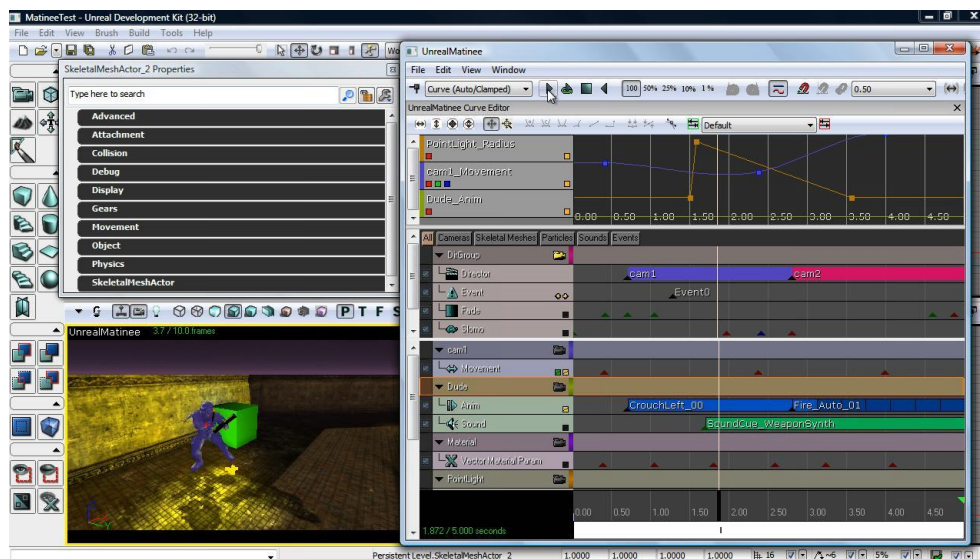 MatineeTest - Unreal Development Kit (32-bit)
File Edit View Brush Build Tools Help
SkeletalMeshActor_2 Properties
Type here to search
Advanced
Attachment
Collision
Debug
Display
Gears
Movement
Object
Physics
SkeletalMeshActor
P T F S
UnrealMatinee 3.7 / 10.0 frames
UnrealMatinee
File Edit View Window
Curve (Auto/Clamped) 100 50% 25% 10% 1% 0.50
UnrealMatinee Curve Editor X
Default
PointLight_Radius
cam1_Movement
Dude_Anim
0.00 0.50 1.00 1.50 2.00 2.50 3.00 3.50 4.00 4.50
All Cameras Skeletal Meshes Particles Sounds Events
DirGroup
Director cam1 cam2
Event Event0
Fade
Slomo
cam1
Movement
Dude
Anim CrouchLeft_00 Fire_Auto_01
Sound SoundCue_WeaponSynth
Material
Vector Material Param
PointLight
0.00 0.50 1.00 1.50 2.00 2.50 3.00 3.50 4.00 4.50
1.872 / 5.000 seconds
Persistent Level.SkeletalMeshActor_2 1.0000 1.0000 1.0000 1.0000 16 5%